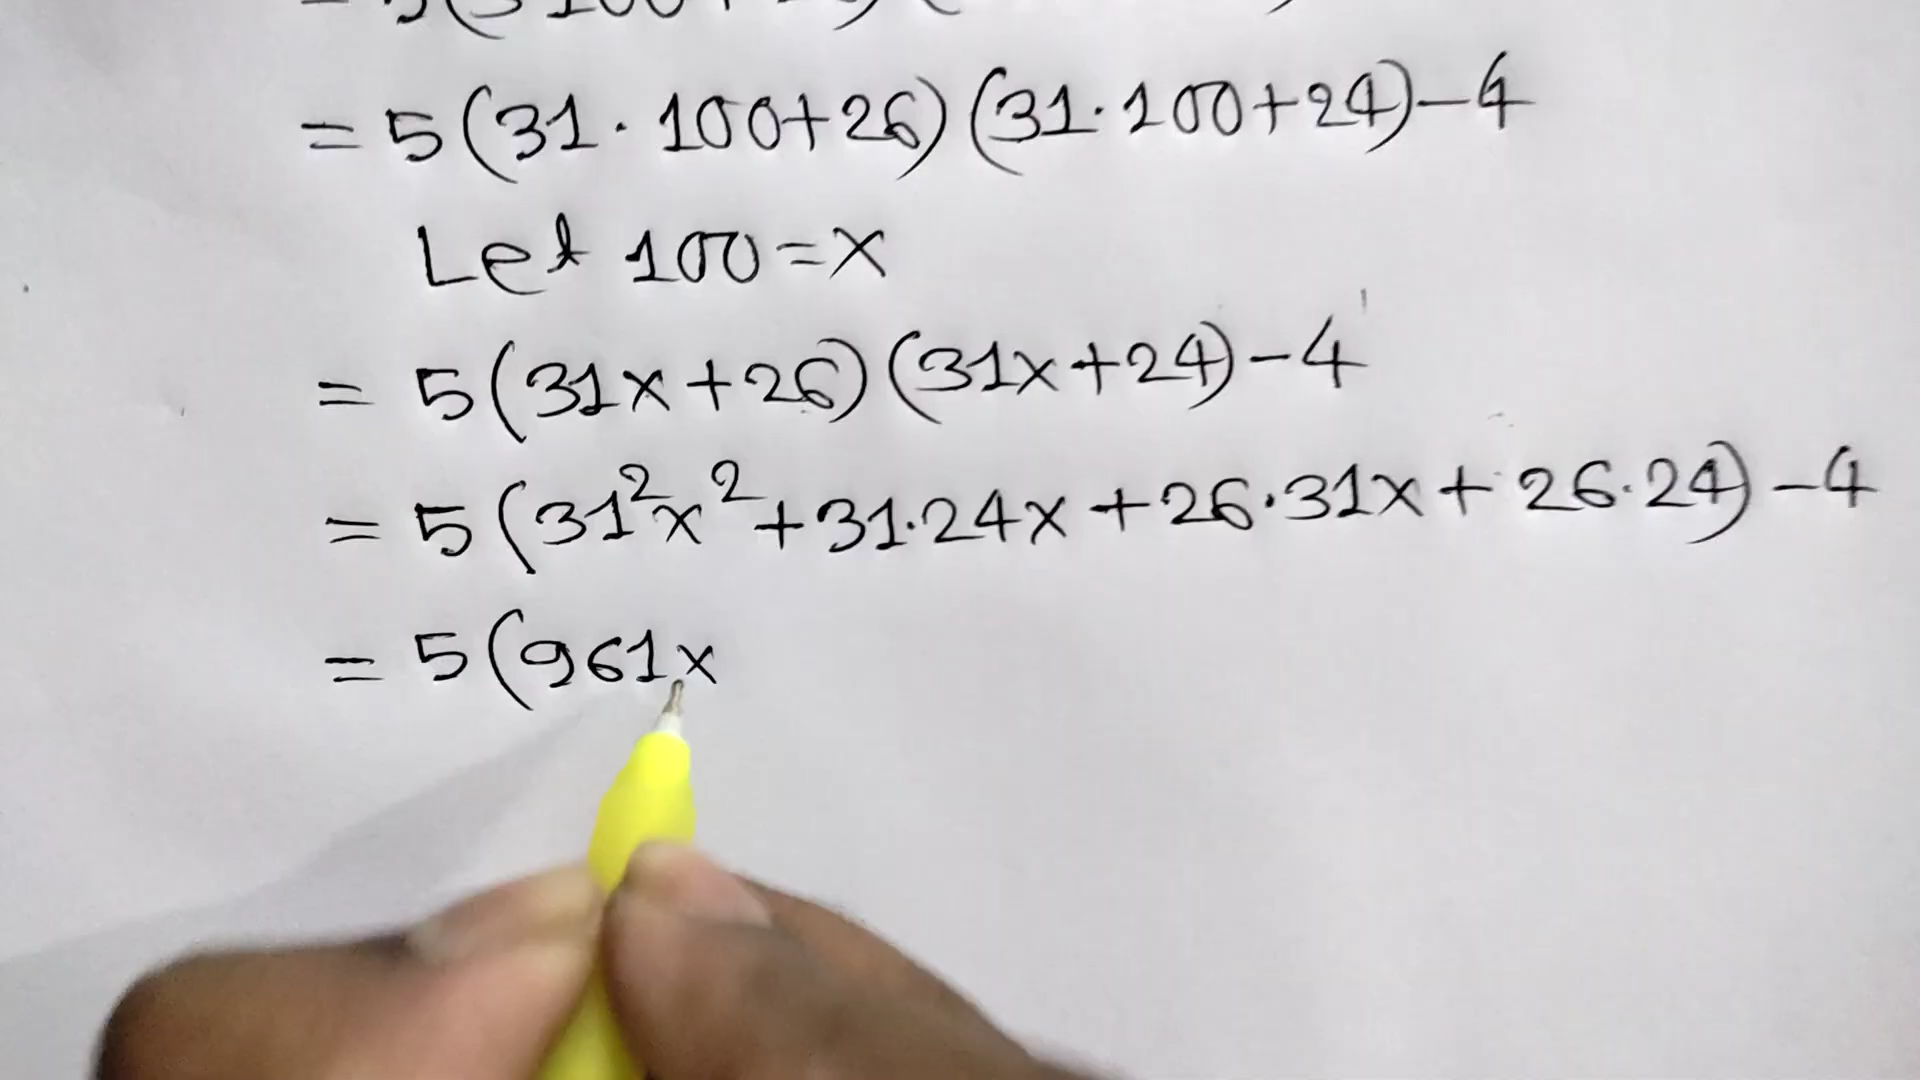 = 5(31·100+26)(31·100+24)-4
Let 100=x
= 5(31x+26)(31x+24)-4
= 5(31²x²+31·24x+26·31x+26·24)-4
= 5(961x